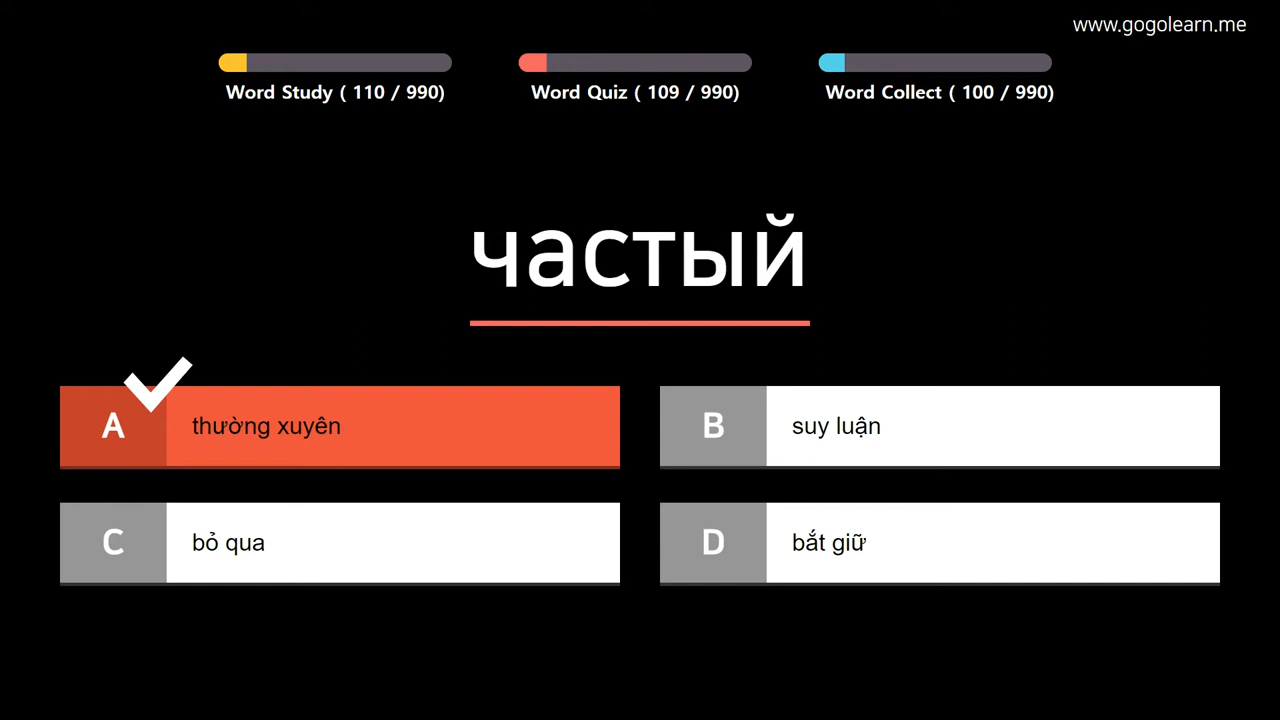 www.gogolearn.me
Word Study ( 110 / 990)
Word Quiz ( 109 / 990)
Word Collect ( 100 / 990)
частый
A thường xuyên
B suy luận
C bỏ qua
D bắt giữ